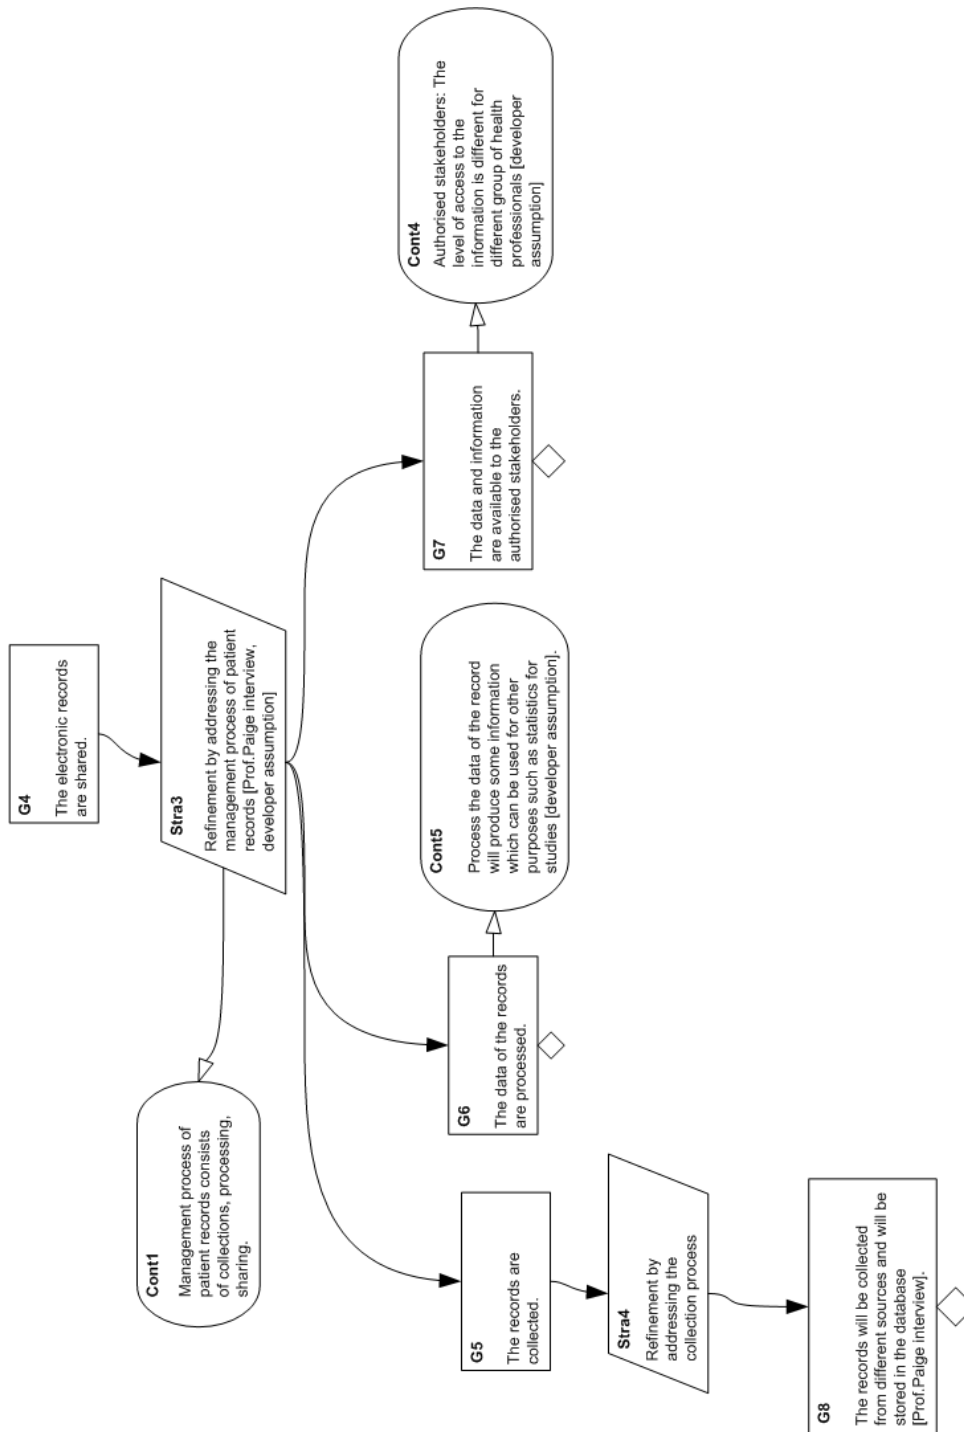 G4
The electronic records
are shared.
Cont1
Management process of
patient records consists
of collections, processing,
sharing.
Stra3
Refinement by addressing the
management process of patient
records [Prof.Paige interview,
developer assumption]
G5
The records are
collected.
G6
The data of the records
are processed.
Cont5
Process the data of the record
will produce some information
which can be used for other
purposes such as statistics for
studies [developer assumption].
G7
The data and information
are available to the
authorised stakeholders.
Cont4
Authorised stakeholders: The
level of access to the
information is different for
different group of health
professionals [developer
assumption]
Stra4
Refinement by
addressing the
collection process
G8
The records will be collected
from different sources and will be
stored in the database
[Prof.Paige interview].